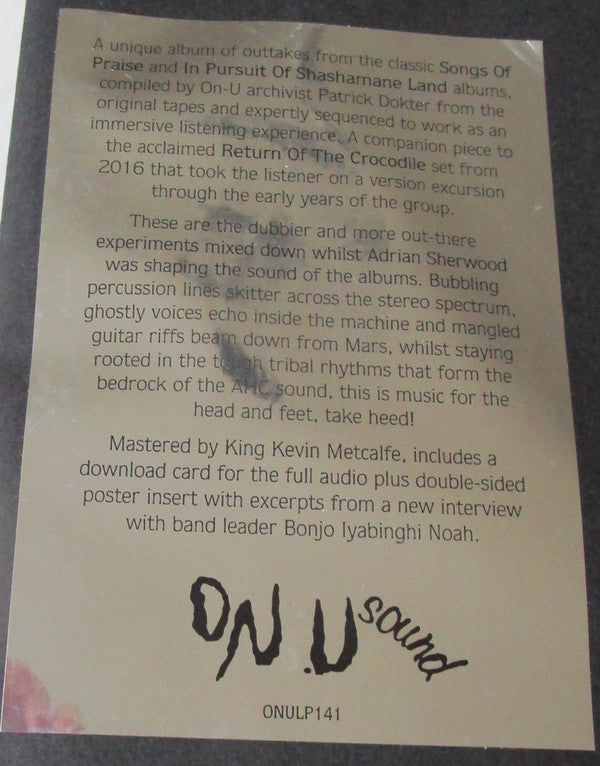 A unique album of outtakes from the classic Songs Of
Praise and In Pursuit Of Shashamane Land albums,
compiled by On-U archivist Patrick Dokter from the
original tapes and expertly sequenced to work as an
immersive listening experience. A companion piece to
the acclaimed Return Of The Crocodile set from
2016 that took the listener on a version excursion
through the early years of the group.
These are the dubbier and more out-there
experiments mixed down whilst Adrian Sherwood
was shaping the sound of the albums. Bubbling
percussion lines skitter across the stereo spectrum,
ghostly voices echo inside the machine and mangled
guitar riffs beam down from Mars, whilst staying
rooted in the tough tribal rhythms that form the
bedrock of the AHC sound, this is music for the
head and feet, take heed!
Mastered by King Kevin Metcalfe, includes a
download card for the full audio plus double-sided
poster insert with excerpts from a new interview
with band leader Bonjo Iyabinghi Noah.
ON.U sound
ONULP141